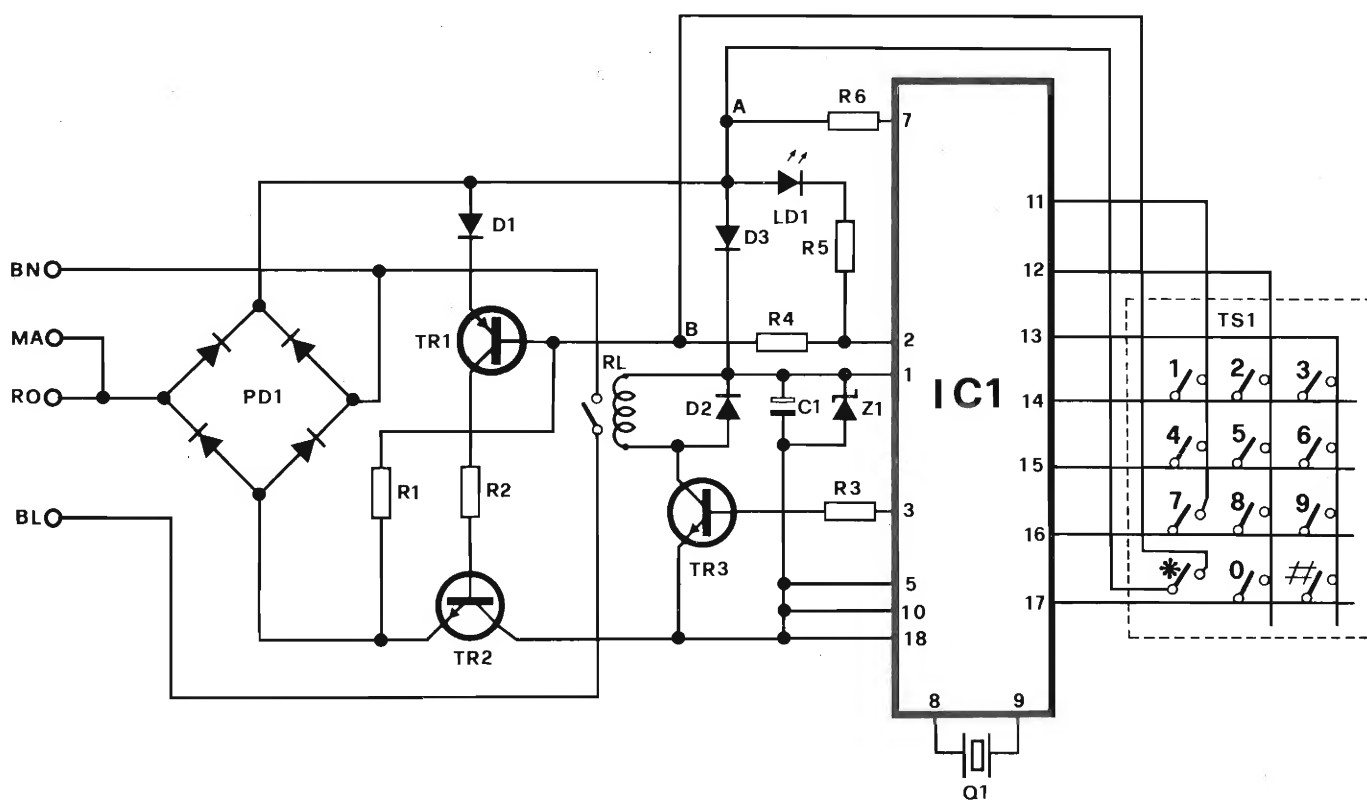 A
R6
7
LD1
D1
D3
R5
11
BN
12
MA
TR1
B
R4
2
13
TS1
RO
PD1
RL
1
IC1
1 2 3
D2
C1
Z1
14
4 5 6
15
R1
R2
R3
3
7 8 9
BL
16
TR3
5
* 0 #
10
17
TR2
18
8
9
Q1